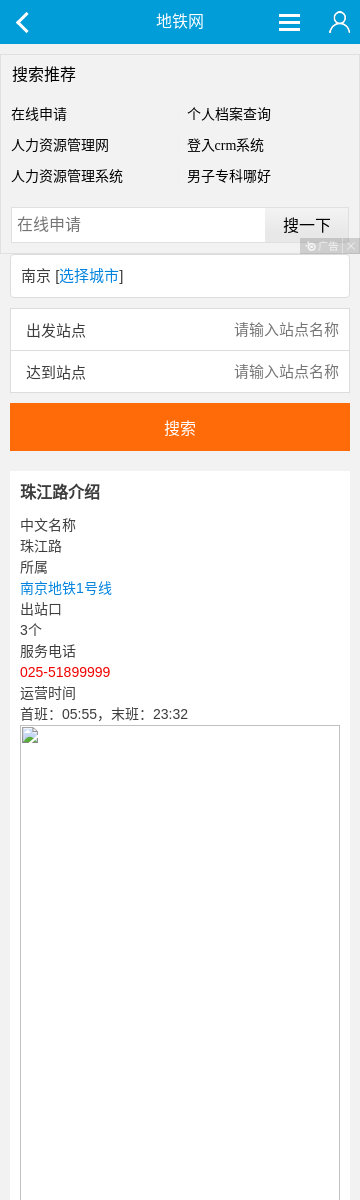 地铁网
搜索推荐
在线申请 个人档案查询
人力资源管理网 登入crm系统
人力资源管理系统 男子专科哪好
在线申请 搜一下
广告
南京 [选择城市]
出发站点 请输入站点名称
达到站点 请输入站点名称
搜索
珠江路介绍
中文名称
珠江路
所属
南京地铁1号线
出站口
3个
服务电话
025-51899999
运营时间
首班：05:55，末班：23:32